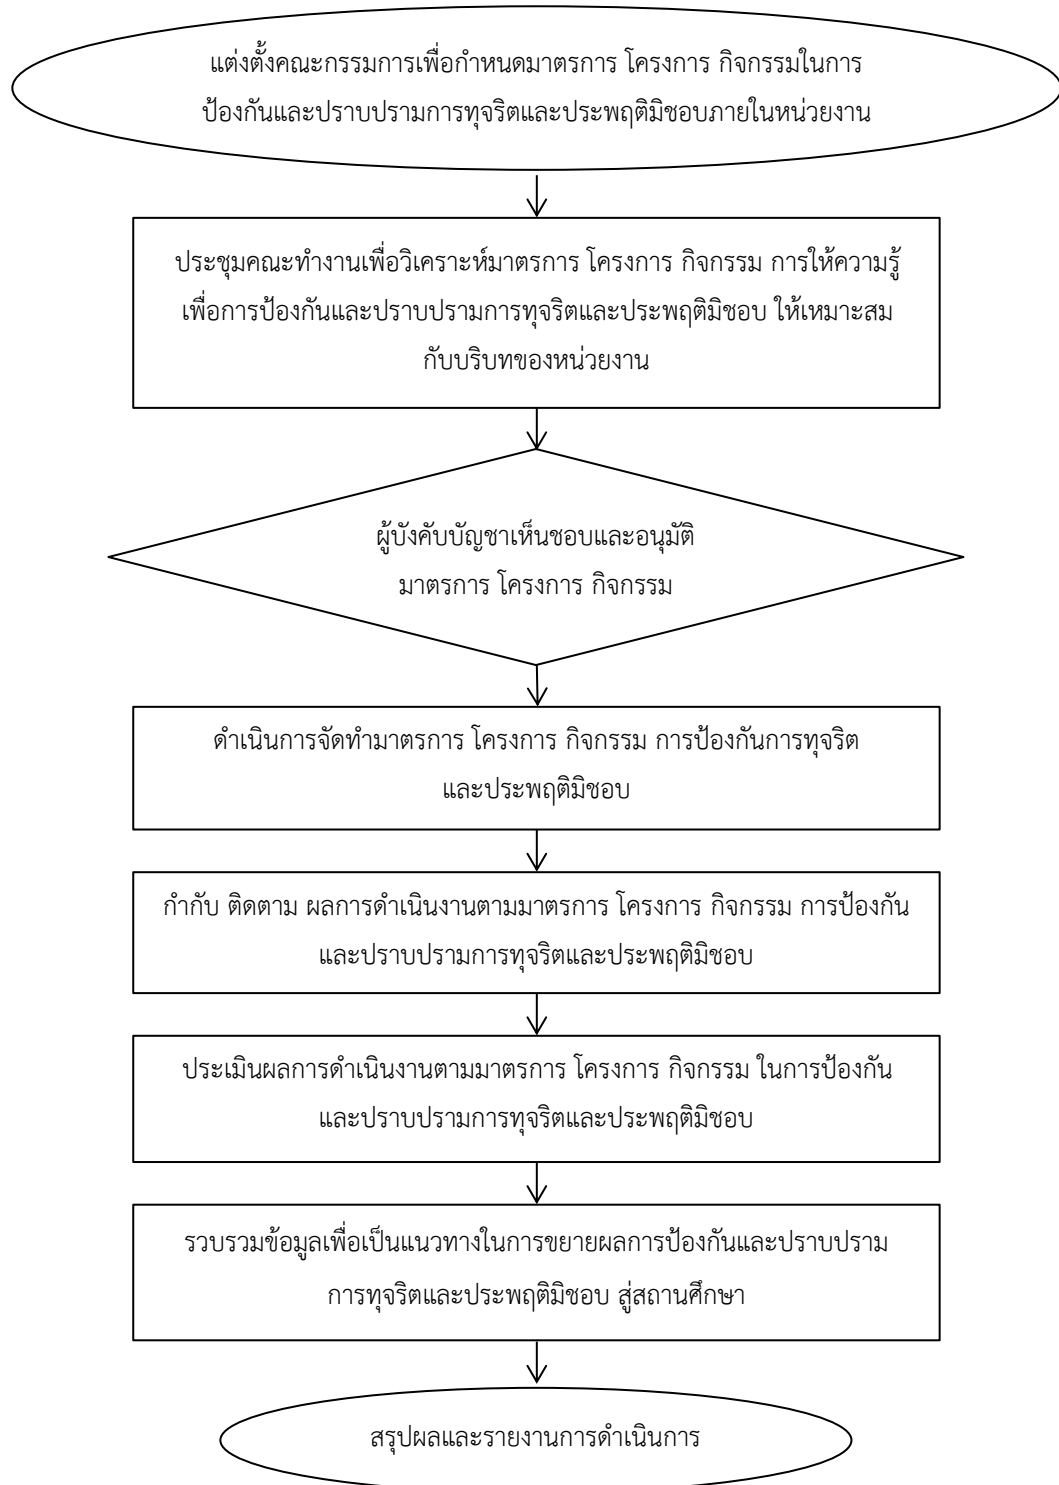 แต่งตั้งคณะกรรมการเพื่อกำหนดมาตรการ โครงการ กิจกรรมในการ
ป้องกันและปราบปรามการทุจริตและประพฤติมิชอบภายในหน่วยงาน
ประชุมคณะทำงานเพื่อวิเคราะห์มาตรการ โครงการ กิจกรรม การให้ความรู้
เพื่อการป้องกันและปราบปรามการทุจริตและประพฤติมิชอบ ให้เหมาะสม
กับบริบทของหน่วยงาน
ผู้บังคับบัญชาเห็นชอบและอนุมัติ
มาตรการ โครงการ กิจกรรม
ดำเนินการจัดทำมาตรการ โครงการ กิจกรรม การป้องกันการทุจริต
และประพฤติมิชอบ
กำกับ ติดตาม ผลการดำเนินงานตามมาตรการ โครงการ กิจกรรม การป้องกัน
และปราบปรามการทุจริตและประพฤติมิชอบ
ประเมินผลการดำเนินงานตามมาตรการ โครงการ กิจกรรม ในการป้องกัน
และปราบปรามการทุจริตและประพฤติมิชอบ
รวบรวมข้อมูลเพื่อเป็นแนวทางในการขยายผลการป้องกันและปราบปราม
การทุจริตและประพฤติมิชอบ สู่สถานศึกษา
สรุปผลและรายงานการดำเนินการ